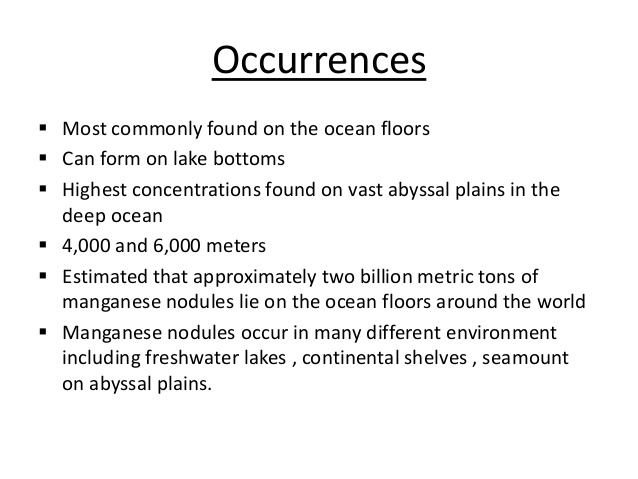 Occurrences
▪ Most commonly found on the ocean floors
▪ Can form on lake bottoms
▪ Highest concentrations found on vast abyssal plains in the
deep ocean
▪ 4,000 and 6,000 meters
▪ Estimated that approximately two billion metric tons of
manganese nodules lie on the ocean floors around the world
▪ Manganese nodules occur in many different environment
including freshwater lakes , continental shelves , seamount
on abyssal plains.